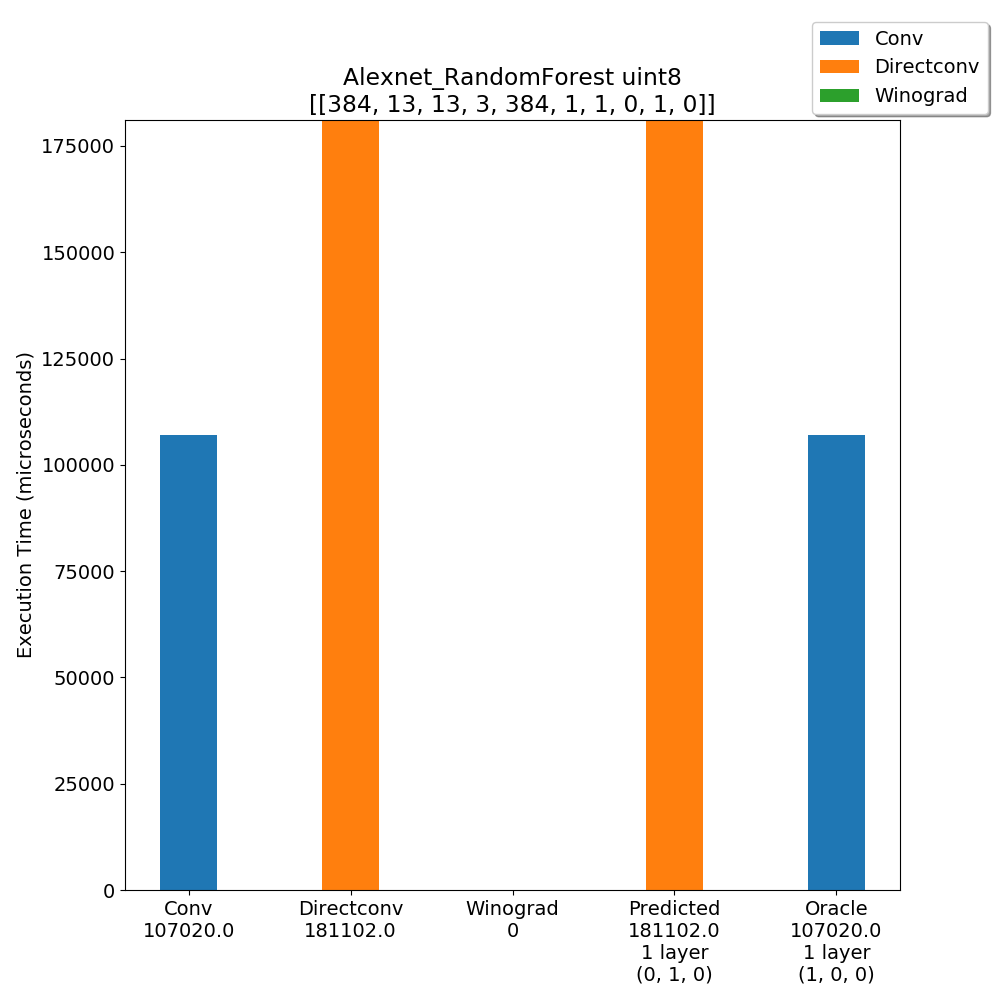 Conv
Directconv
Winograd
Alexnet_RandomForest uint8
[[384, 13, 13, 3, 384, 1, 1, 0, 1, 0]]
Execution Time (microseconds)
175000
150000
125000
100000
75000
50000
25000
0
Conv
107020.0
Directconv
181102.0
Winograd
0
Predicted
181102.0
1 layer
(0, 1, 0)
Oracle
107020.0
1 layer
(1, 0, 0)